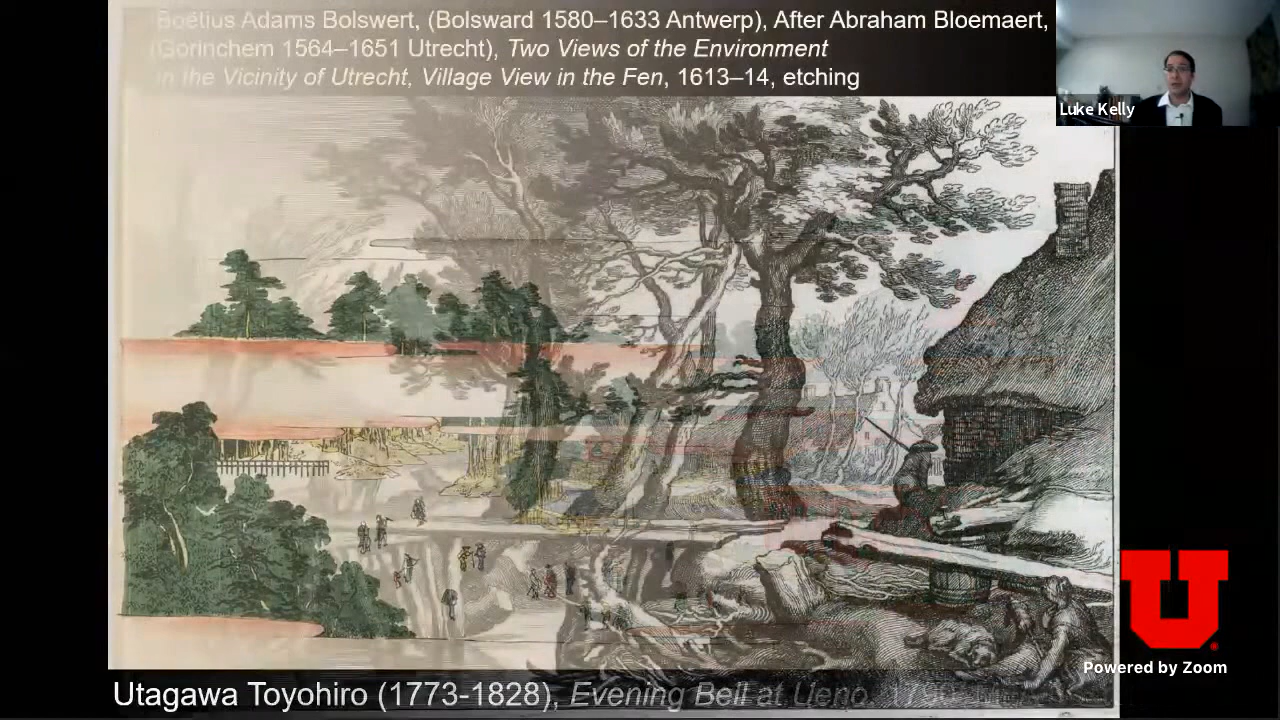 Boëtius Adams Bolswert, (Bolsward 1580–1633 Antwerp), After Abraham Bloemaert,
(Gorinchem 1564–1651 Utrecht), Two Views of the Environment
in the Vicinity of Utrecht, Village View in the Fen, 1613–14, etching
Luke Kelly
U
Powered by Zoom
Utagawa Toyohiro (1773-1828), Evening Bell at Ueno,